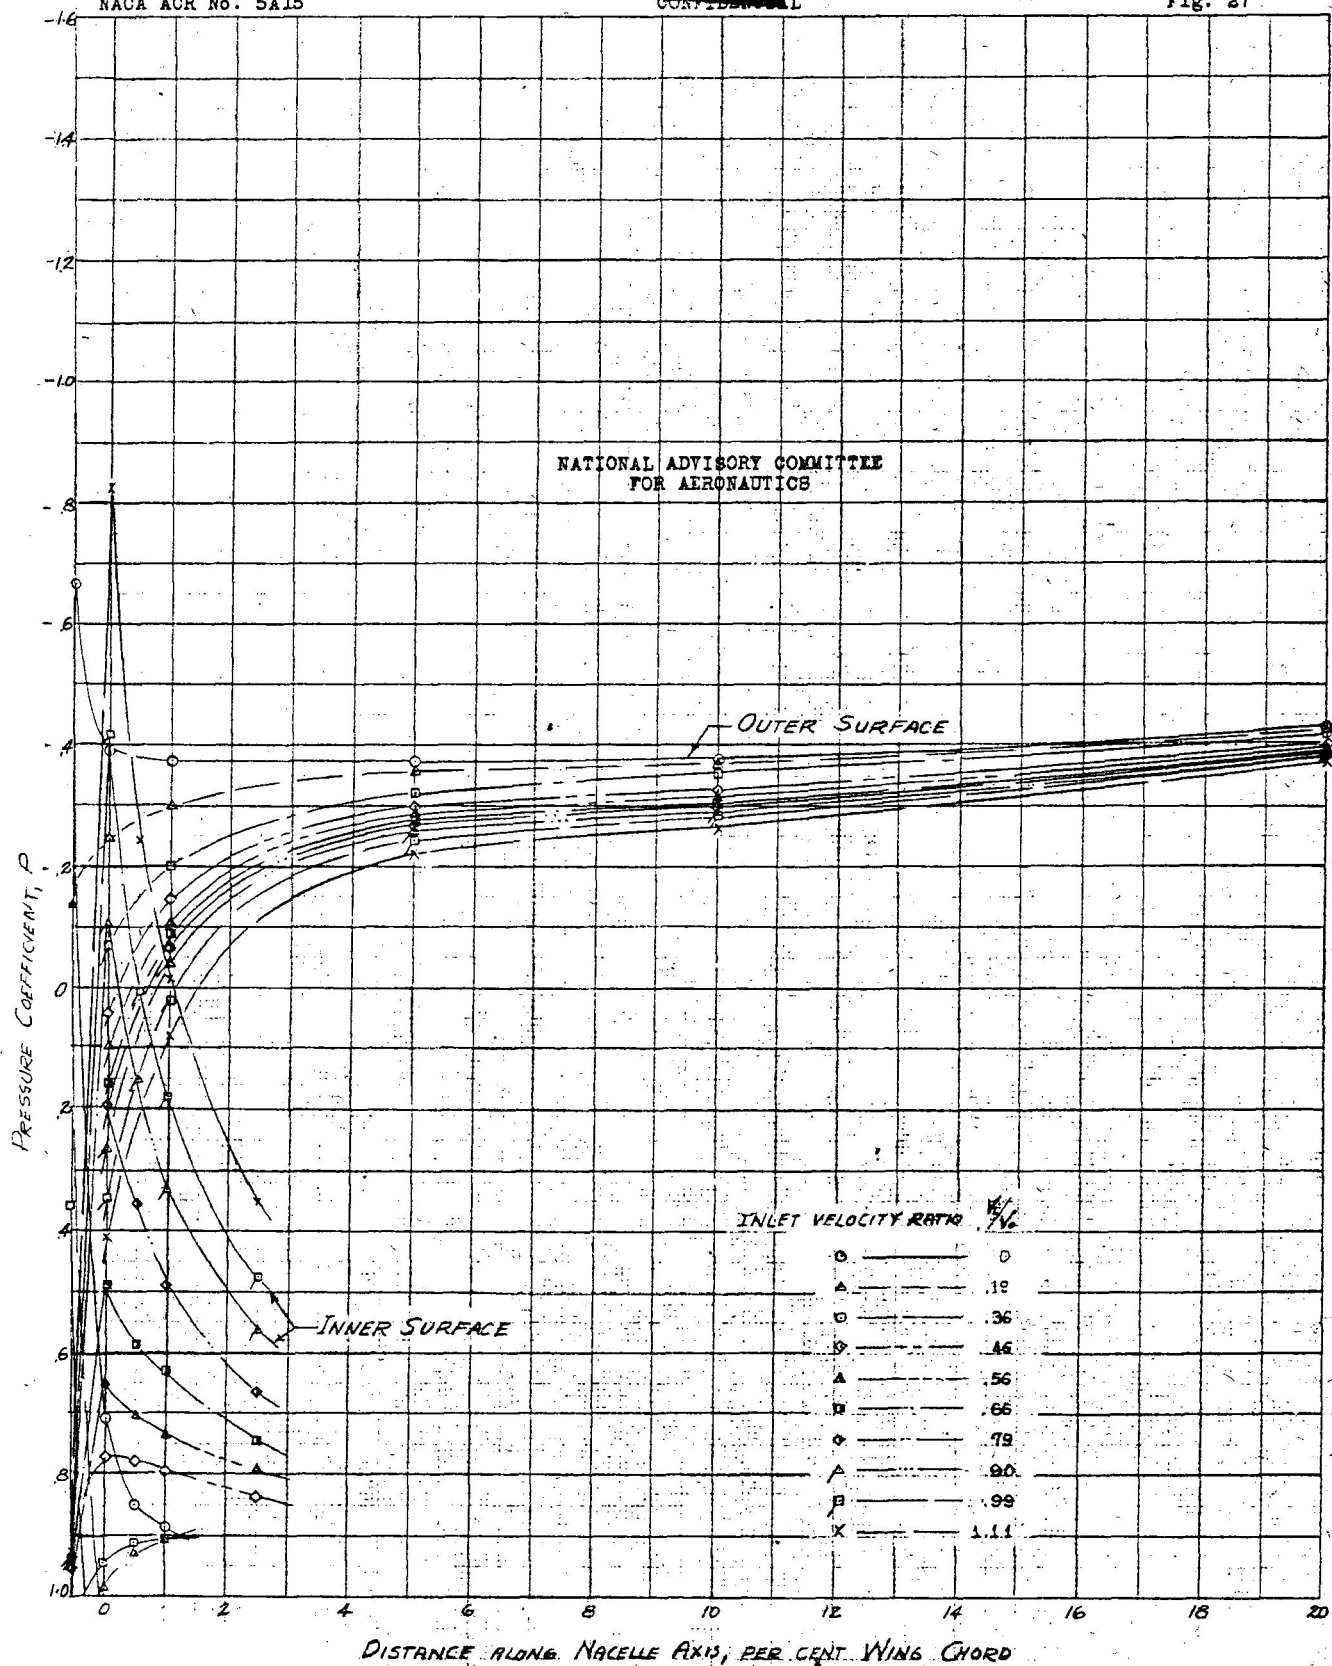 NACA ACR No. 5A15
CONFIDENTIAL
Fig. 27
-1.6
-1.4
-1.2
-1.0
-.8
-.6
-.4
-.2
0
.2
.4
.6
.8
1.0
PRESSURE COEFFICIENT, P
NATIONAL ADVISORY COMMITTEE
FOR AERONAUTICS
OUTER SURFACE
INNER SURFACE
INLET VELOCITY RATIO
0
.18
.36
.46
.56
.66
.79
.90
.99
1.11
0 2 4 6 8 10 12 14 16 18 20
DISTANCE ALONG NACELLE AXIS, PER CENT WING CHORD